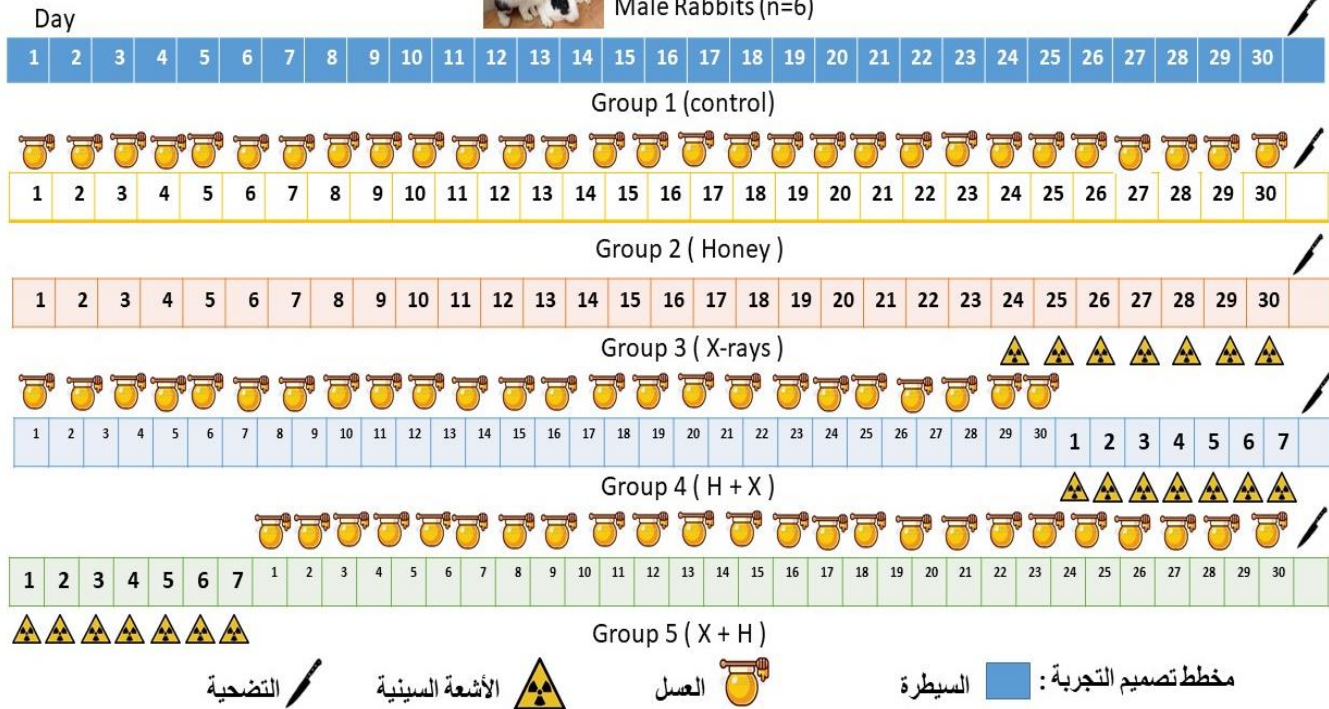 Male Rabbits (n=6)
Day
1 2 3 4 5 6 7 8 9 10 11 12 13 14 15 16 17 18 19 20 21 22 23 24 25 26 27 28 29 30
Group 1 (control)
1 2 3 4 5 6 7 8 9 10 11 12 13 14 15 16 17 18 19 20 21 22 23 24 25 26 27 28 29 30
Group 2 ( Honey )
1 2 3 4 5 6 7 8 9 10 11 12 13 14 15 16 17 18 19 20 21 22 23 24 25 26 27 28 29 30
Group 3 ( X-rays )
1 2 3 4 5 6 7 8 9 10 11 12 13 14 15 16 17 18 19 20 21 22 23 24 25 26 27 28 29 30 1 2 3 4 5 6 7
Group 4 ( H + X )
1 2 3 4 5 6 7 1 2 3 4 5 6 7 8 9 10 11 12 13 14 15 16 17 18 19 20 21 22 23 24 25 26 27 28 29 30
Group 5 ( X + H )
مخطط تصميم التجربة : السيطرة العسل الأشعة السينية التضحية